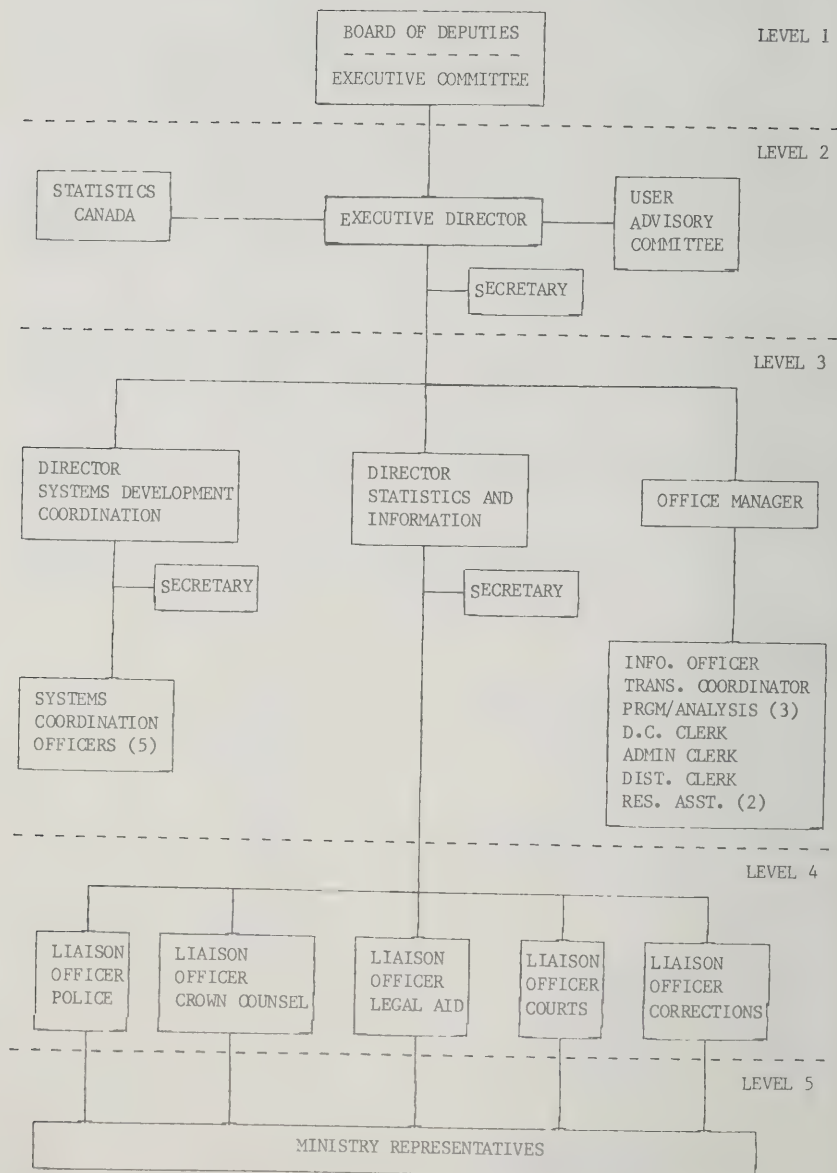 BOARD OF DEPUTIES
EXECUTIVE COMMITTEE
LEVEL 1
LEVEL 2
STATISTICS
CANADA
EXECUTIVE DIRECTOR
USER
ADVISORY
COMMITTEE
SECRETARY
LEVEL 3
DIRECTOR
SYSTEMS DEVELOPMENT
COORDINATION
DIRECTOR
STATISTICS AND
INFORMATION
OFFICE MANAGER
SECRETARY
SECRETARY
SYSTEMS
COORDINATION
OFFICERS (5)
INFO. OFFICER
TRANS. COORDINATOR
PRGM/ANALYSIS (3)
D.C. CLERK
ADMIN CLERK
DIST. CLERK
RES. ASST. (2)
LEVEL 4
LIAISON
OFFICER
POLICE
LIAISON
OFFICER
CROWN COUNSEL
LIAISON
OFFICER
LEGAL AID
LIAISON
OFFICER
COURTS
LIAISON
OFFICER
CORRECTIONS
LEVEL 5
MINISTRY REPRESENTATIVES